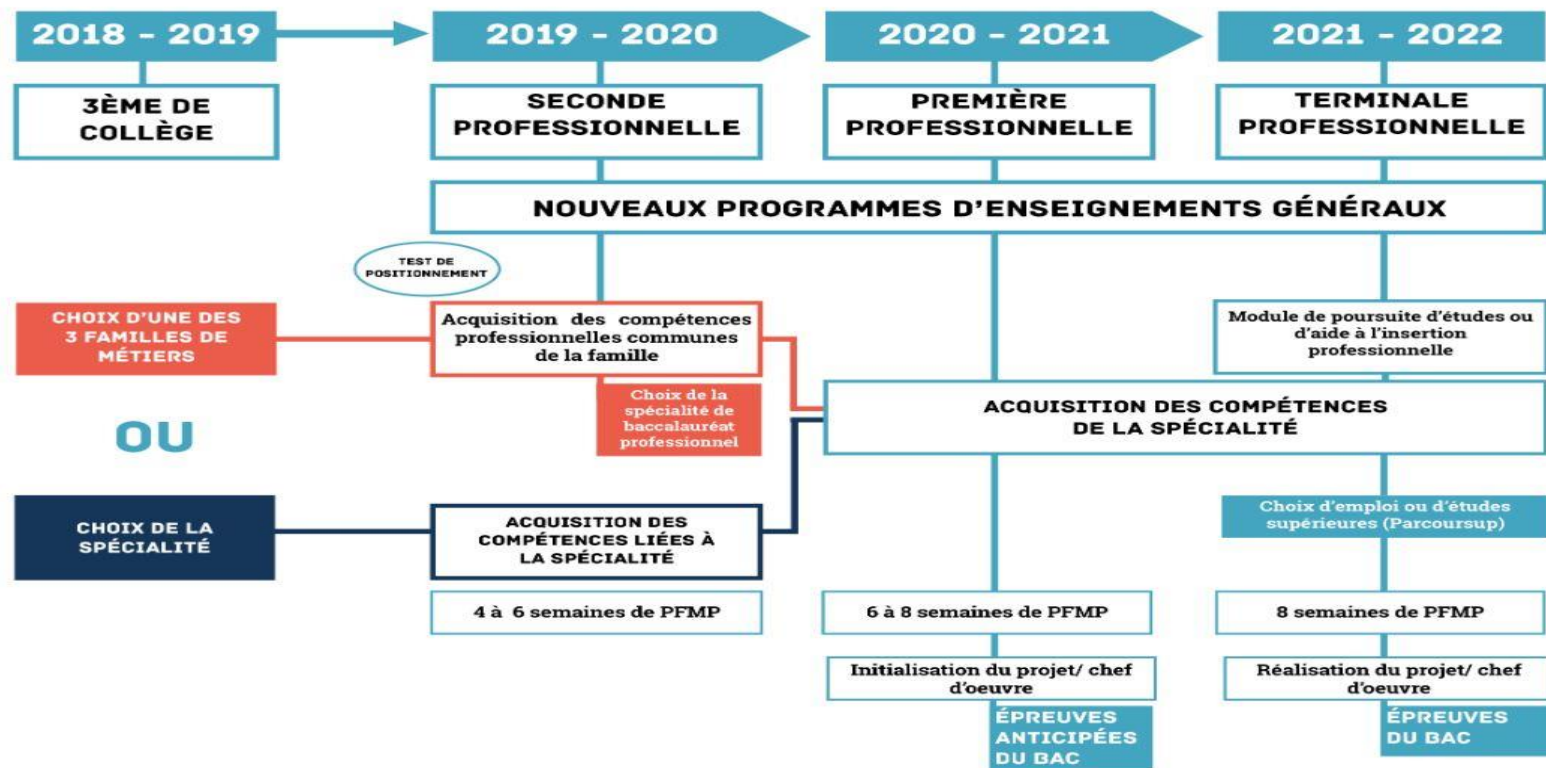 2018 - 2019
2019 - 2020
2020 - 2021
2021 - 2022
3ÈME DE
COLLÈGE
SECONDE
PROFESSIONNELLE
PREMIÈRE
PROFESSIONNELLE
TERMINALE
PROFESSIONNELLE
NOUVEAUX PROGRAMMES D'ENSEIGNEMENTS GÉNÉRAUX
TEST DE
POSITIONNEMENT
CHOIX D'UNE DES
3 FAMILLES DE
MÉTIERS
Acquisition des compétences
professionnelles communes
de la famille
Module de poursuite d'études ou
d'aide à l'insertion
professionnelle
Choix de la
spécialité de
baccalauréat
professionnel
ACQUISITION DES COMPÉTENCES
DE LA SPÉCIALITÉ
OU
CHOIX DE LA
SPÉCIALITÉ
ACQUISITION DES
COMPÉTENCES LIÉES À
LA SPÉCIALITÉ
Choix d'emploi ou d'études
supérieures (Parcoursup)
4 à 6 semaines de PFMP
6 à 8 semaines de PFMP
8 semaines de PFMP
Initialisation du projet/ chef
d'oeuvre
Réalisation du projet/ chef
d'oeuvre
ÉPREUVES
ANTICIPÉES
DU BAC
ÉPREUVES
DU BAC